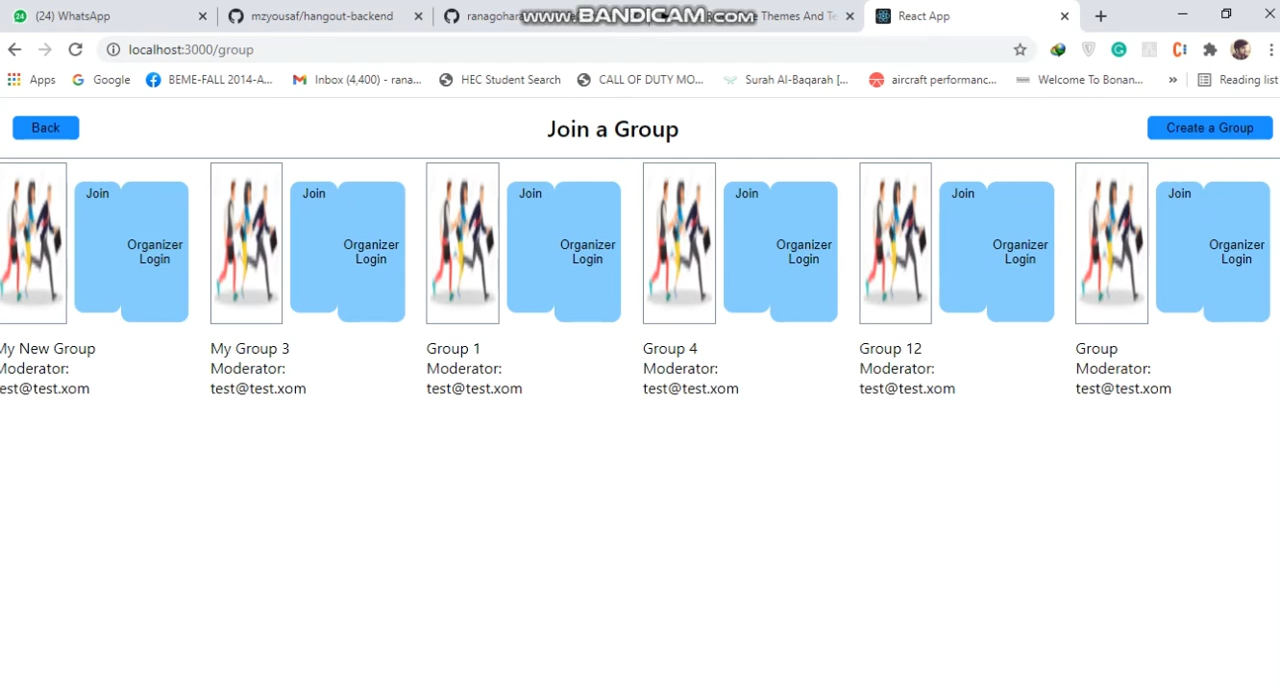 (24) WhatsApp
mzyousaf/hangout-backend
ranagohar
www.BANDICAM.com
Themes And Te
React App
localhost:3000/group
Apps
Google
BEME-FALL 2014-A...
Inbox (4,400) - rana...
HEC Student Search
CALL OF DUTY MO...
Surah Al-Baqarah [...
aircraft performanc...
Welcome To Bonan...
»
Reading list
Back
Join a Group
Create a Group
Join
Organizer
Login
Join
Organizer
Login
Join
Organizer
Login
Join
Organizer
Login
Join
Organizer
Login
Join
Organizer
Login
My New Group
Moderator:
est@test.xom
My Group 3
Moderator:
test@test.xom
Group 1
Moderator:
test@test.xom
Group 4
Moderator:
test@test.xom
Group 12
Moderator:
test@test.xom
Group
Moderator:
test@test.xom